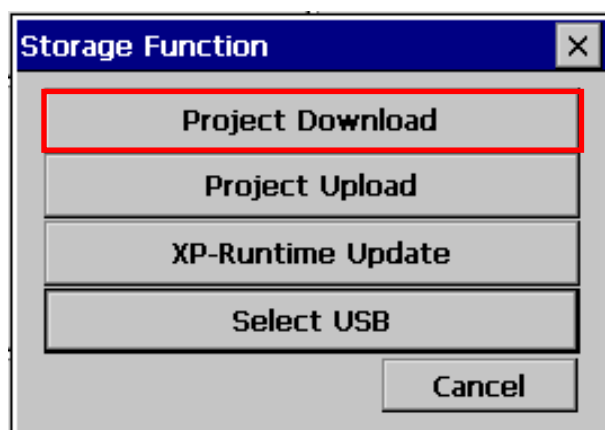 Storage Function
Project Download
Project Upload
XP-Runtime Update
Select USB
Cancel